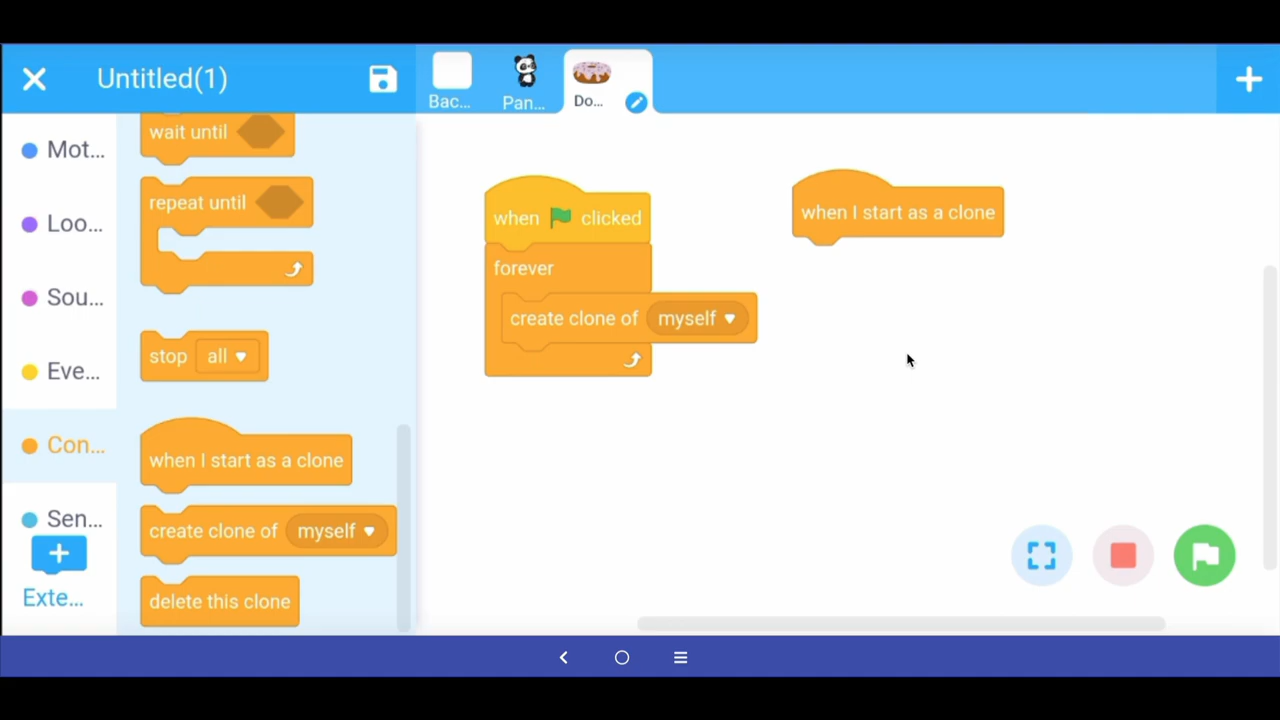 Untitled(1)
Bac...
Pan...
Do...
Mot...
Loo...
Sou...
Eve...
Con...
Sen...
Exte...
wait until
repeat until
stop all
when I start as a clone
create clone of myself
delete this clone
when clicked
forever
create clone of myself
when I start as a clone